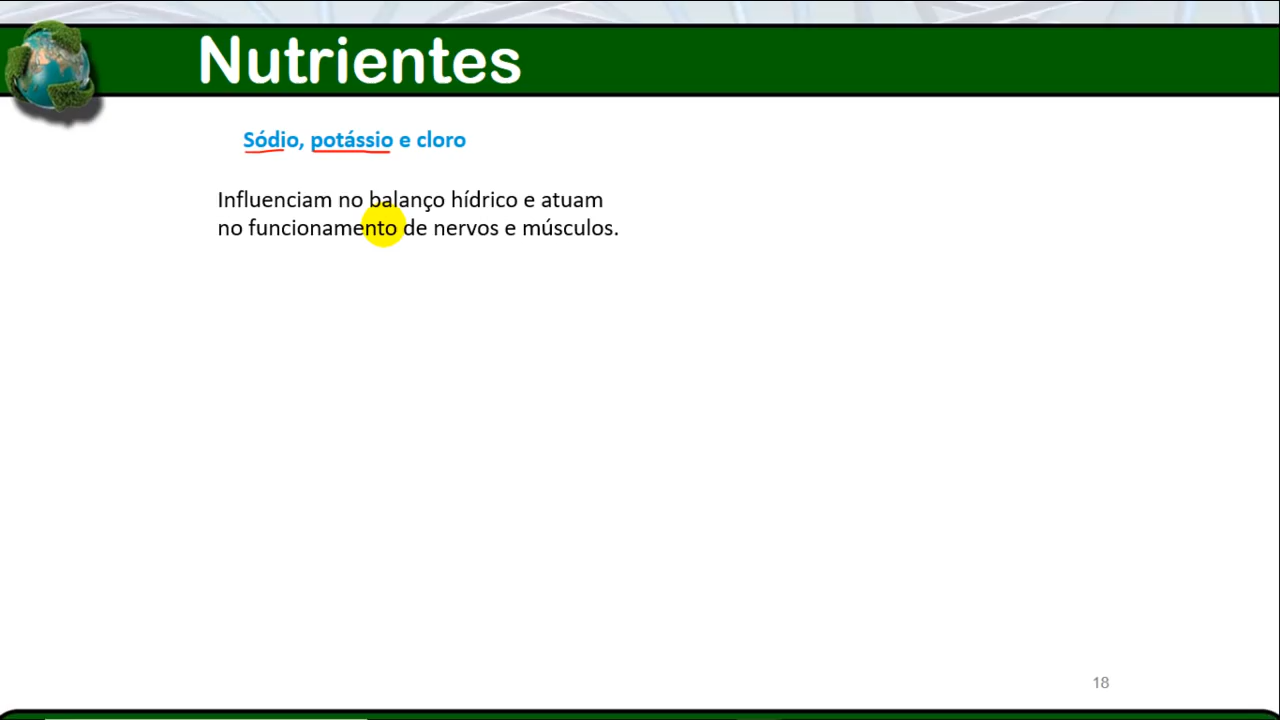 Nutrientes
Sódio, potássio e cloro
Influenciam no balanço hídrico e atuam
no funcionamento de nervos e músculos.
18